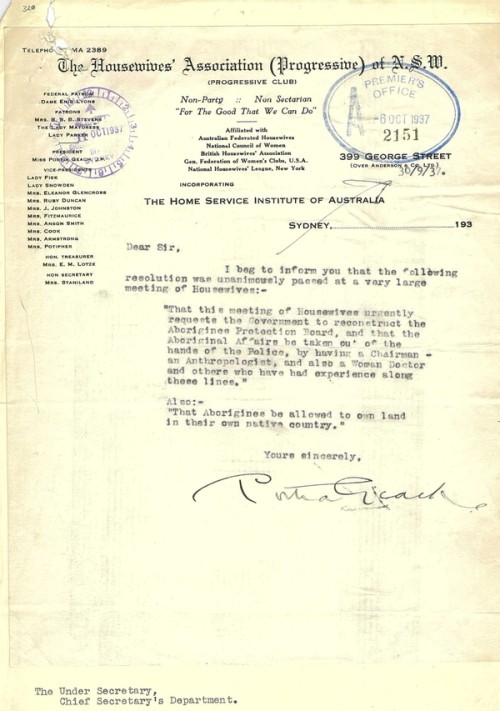 320
TELEPHONE MA 2389
The Housewives' Association (Progressive) of N.S.W.
(PROGRESSIVE CLUB)
FEDERAL PATRON
DAME ENID LYONS
PATRONS
MRS. B. S. B. STEVENS
THE LADY MAYORESS
LADY PARKER
PRESIDENT
MISS PORTIA GEACH, J.P.
VICE-PRESIDENTS
LADY FISK
LADY SNOWDEN
MRS. ELEANOR GLENCROSS
MRS. RUBY DUNCAN
MRS. J. JOHNSTON
MRS. FITZMAURICE
MRS. ANSON SMITH
MRS. COOK
MRS. ARMSTRONG
MRS. POTIPHER
HON. TREASURER
MRS. E. M. LOTZE
HON SECRETARY
MRS. STANILAND
OCT 1937
Non-Party :: Non Sectarian
"For The Good That We Can Do"
Affiliated with
Australian Federated Housewives
National Council of Women
British Housewives' Association
Gen. Federation of Women's Clubs, U.S.A.
National Housewives' League, New York
INCORPORATING
THE HOME SERVICE INSTITUTE OF AUSTRALIA
PREMIER'S
OFFICE
A
-6 OCT 1937
2151
399 GEORGE STREET
(OVER ANDERSON & CO. LTD.)
30/9/37.
SYDNEY, 193
Dear Sir,
I beg to inform you that the following
resolution was unanimously passed at a very large
meeting of Housewives:-
"That this meeting of Housewives urgently
requests the Government to reconstruct the
Aborigines Protection Board, and that the
Aboriginal Affairs be taken out of the
hands of the Police, by having a Chairman -
an Anthropologist, and also a Woman Doctor
and others who have had experience along
these lines."
Also:-
"That Aborigines be allowed to own land
in their own native country."
Yours sincerely,
Portia Geach
The Under Secretary,
Chief Secretary's Department.